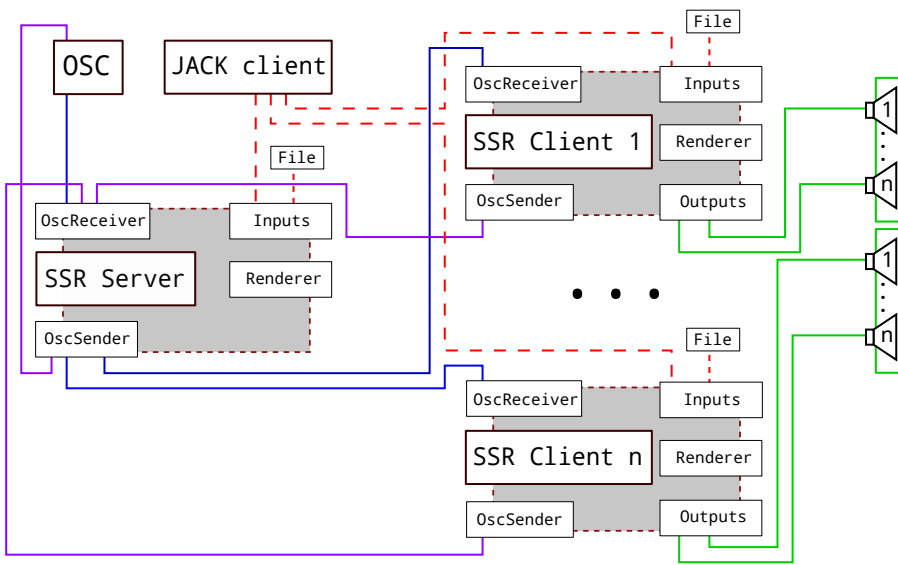 File
OSC
JACK client
OscReceiver
Inputs
SSR Client 1
Renderer
OscSender
Outputs
1
n
File
OscReceiver
Inputs
SSR Server
Renderer
OscSender
1
n
File
OscReceiver
Inputs
SSR Client n
Renderer
OscSender
Outputs